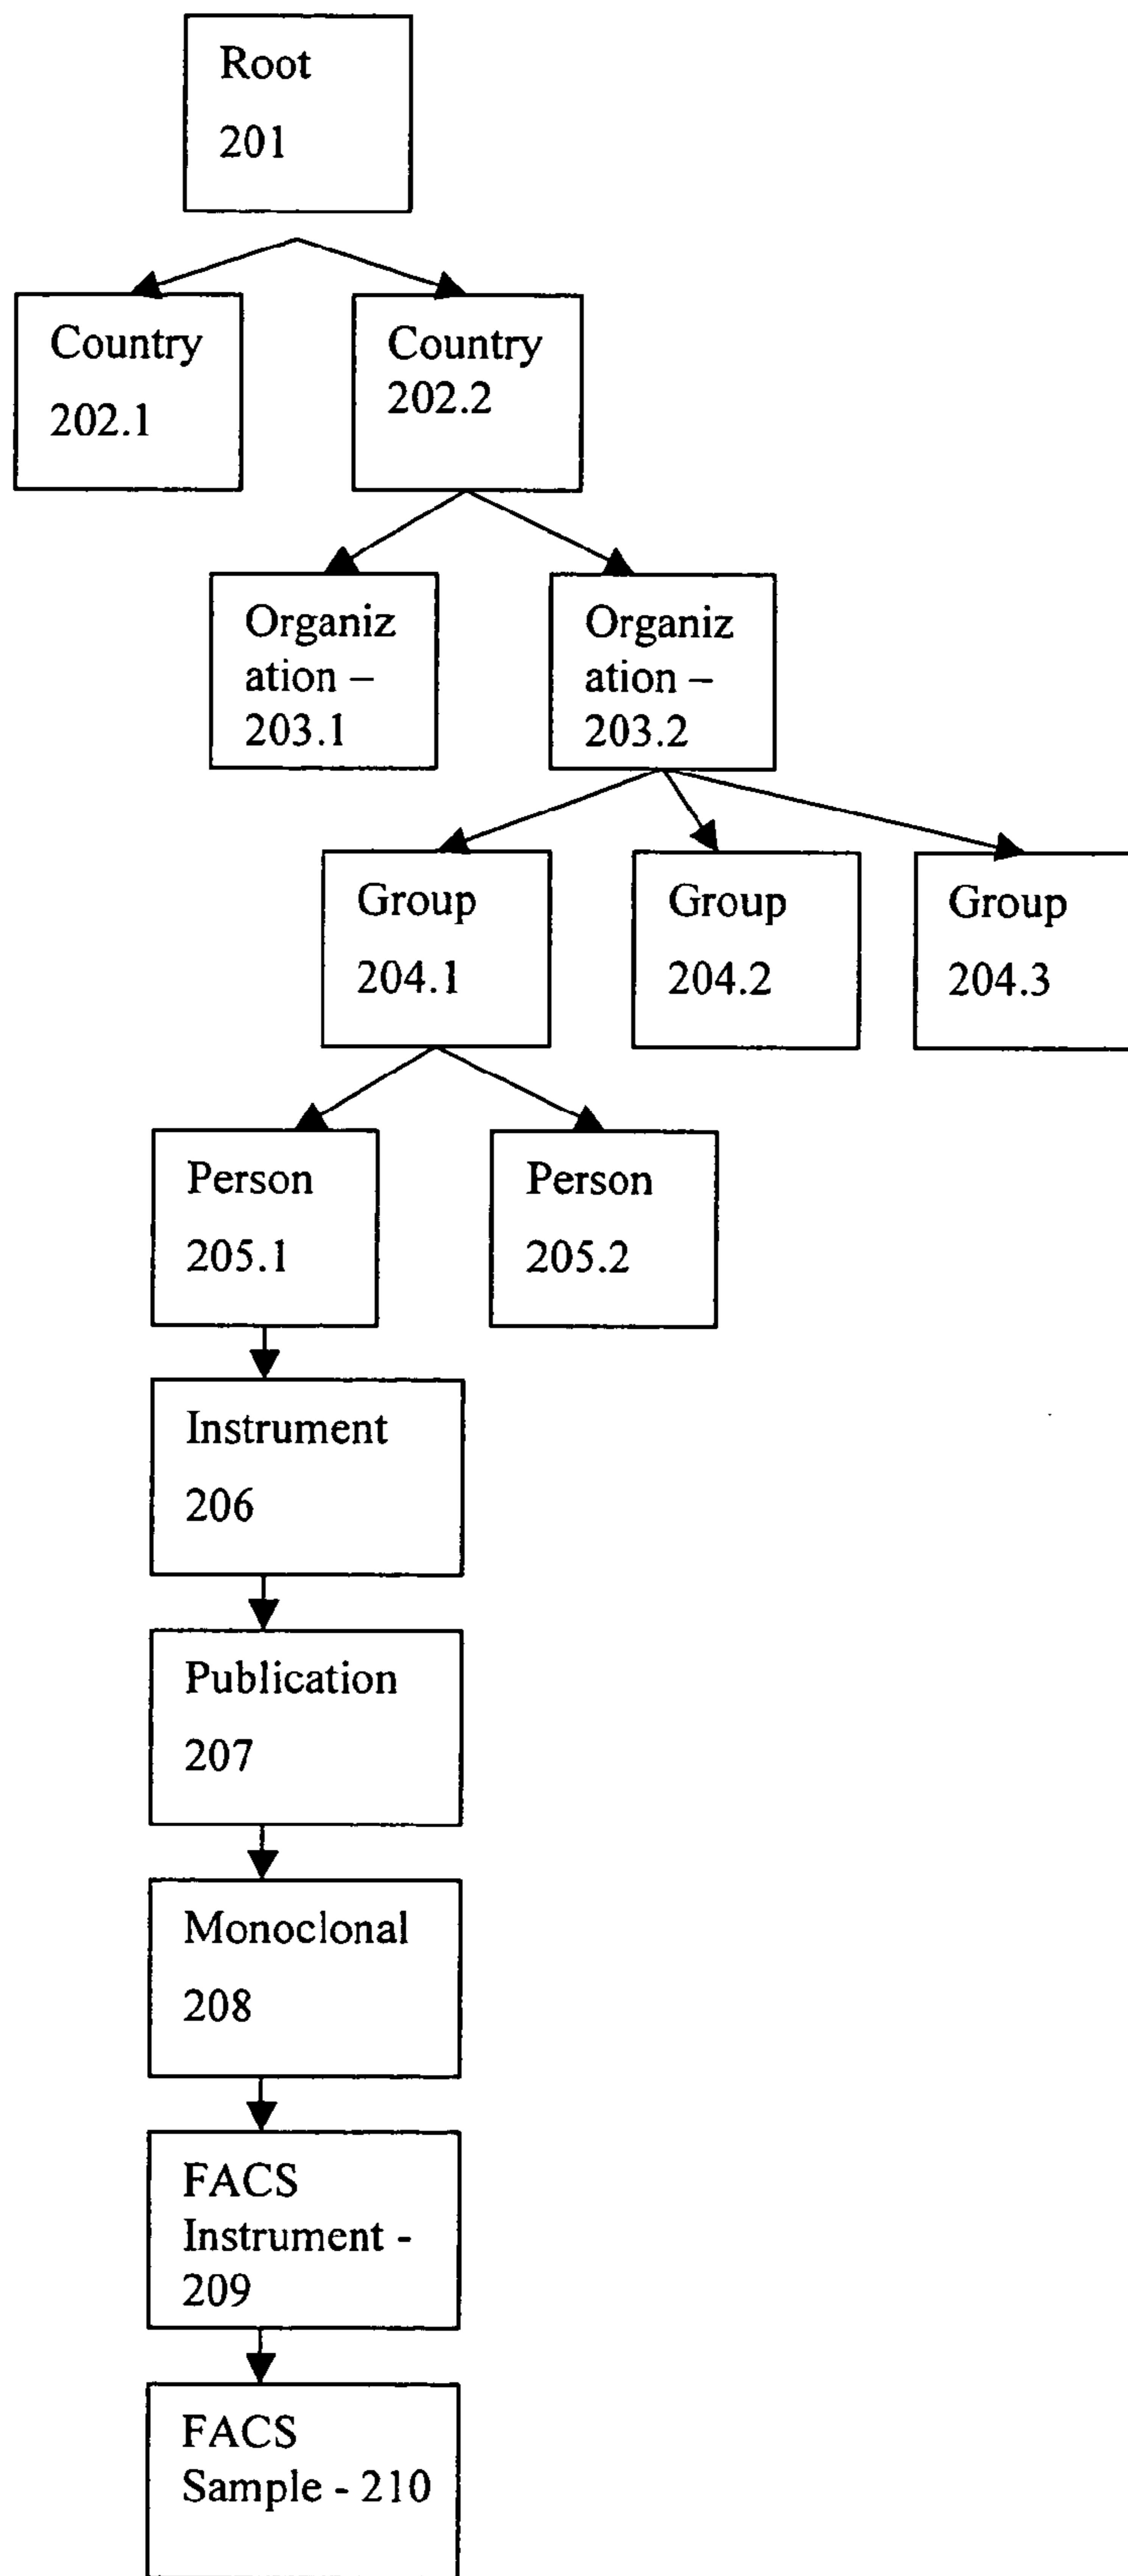 Root
201
Country
202.1
Country
202.2
Organiz
ation –
203.1
Organiz
ation –
203.2
Group
204.1
Group
204.2
Group
204.3
Person
205.1
Person
205.2
Instrument
206
Publication
207
Monoclonal
208
FACS
Instrument -
209
FACS
Sample - 210